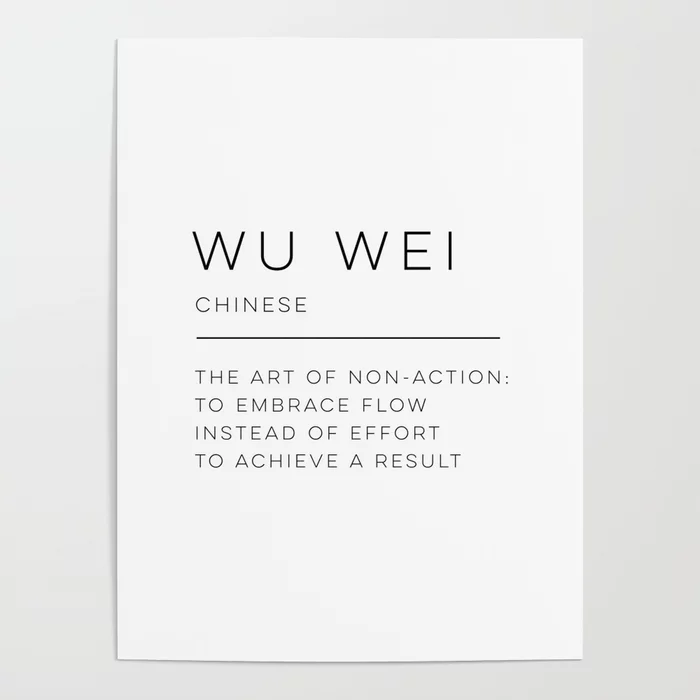 WU WEI
CHINESE
THE ART OF NON-ACTION:
TO EMBRACE FLOW
INSTEAD OF EFFORT
TO ACHIEVE A RESULT